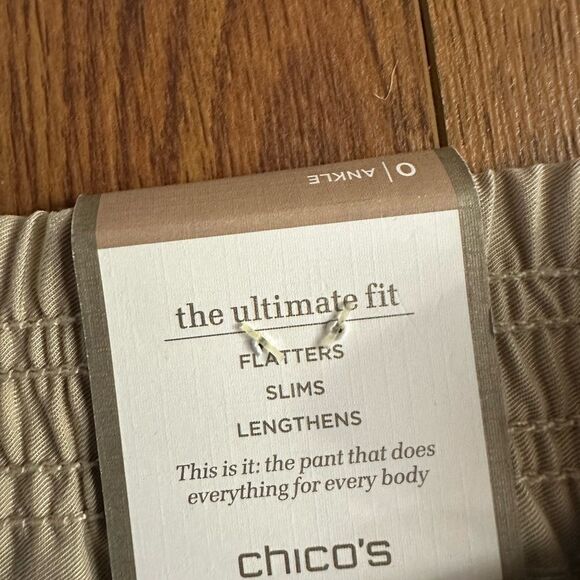 0 | ANKLE
the ultimate fit
FLATTERS
SLIMS
LENGTHENS
This is it: the pant that does
everything for every body
chico's